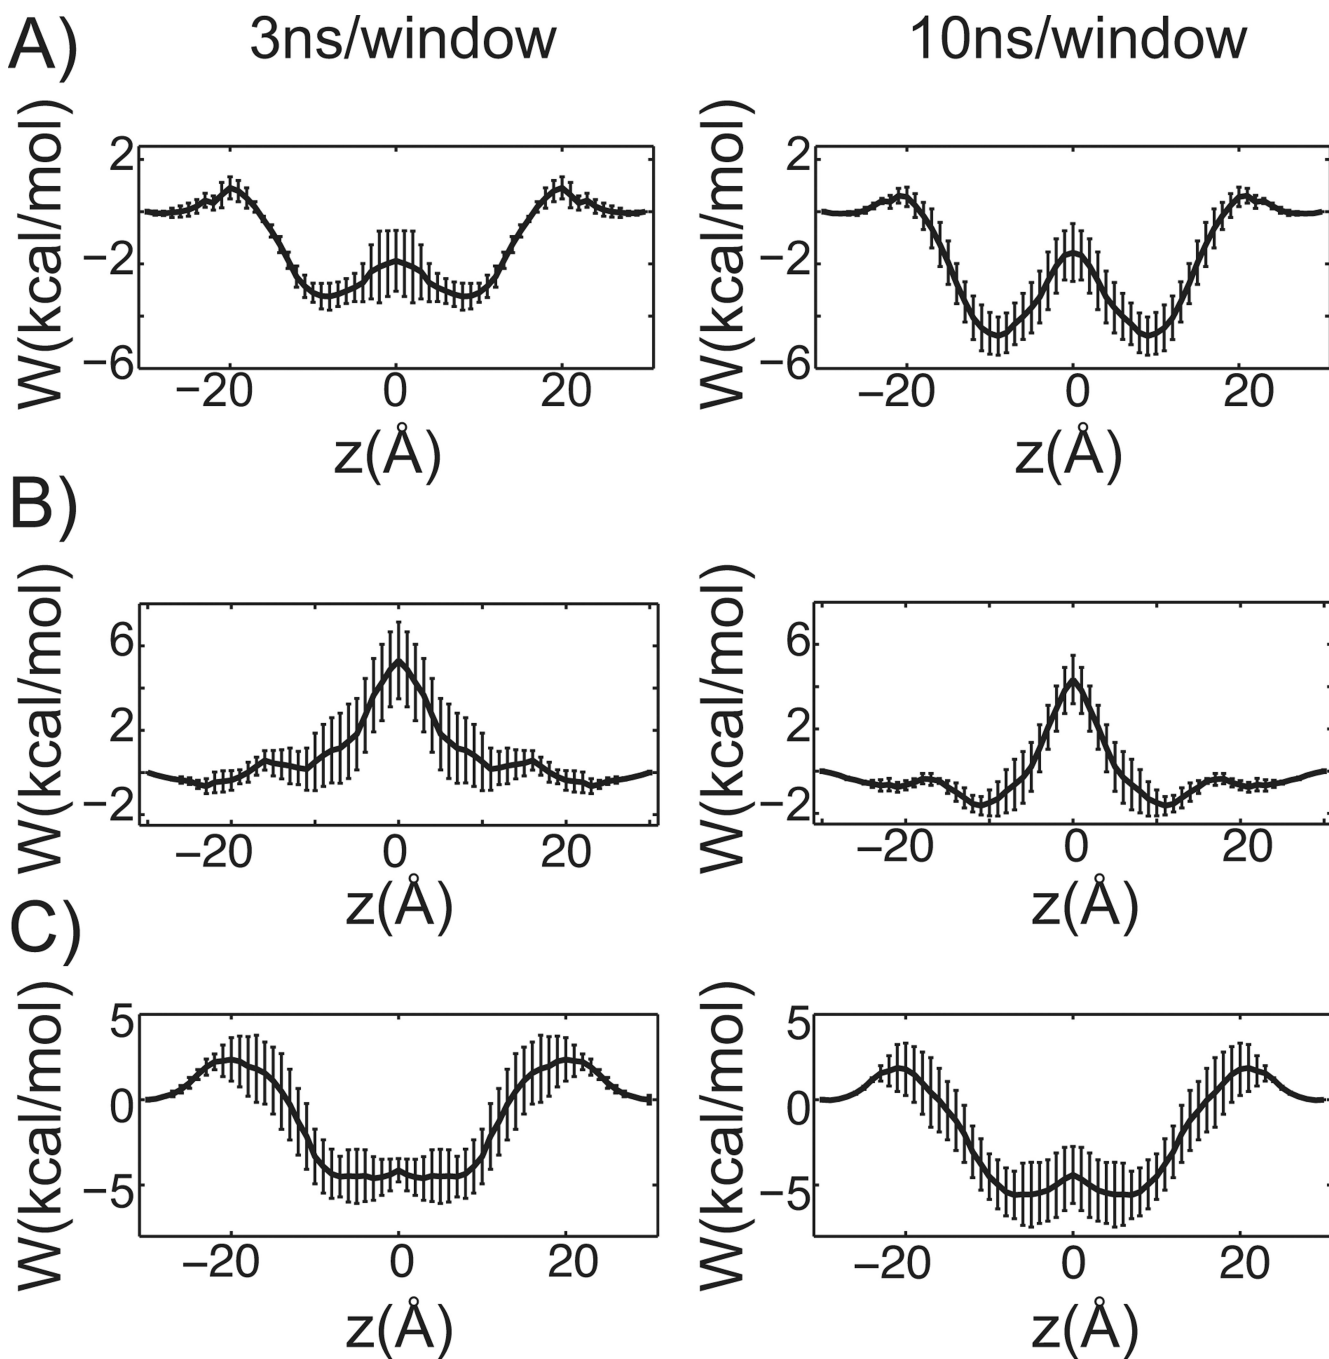 A)
3ns/window 10ns/window
W(kcal/mol) 2 −2 −6 −20 0 20 z(Å)
W(kcal/mol) 2 −2 −6 −20 0 20 z(Å)
B)
W(kcal/mol) 6 2 −2 −20 0 20 z(Å)
W(kcal/mol) 6 2 −2 −20 0 20 z(Å)
C)
W(kcal/mol) 5 0 −5 −20 0 20 z(Å)
W(kcal/mol) 5 0 −5 −20 0 20 z(Å)